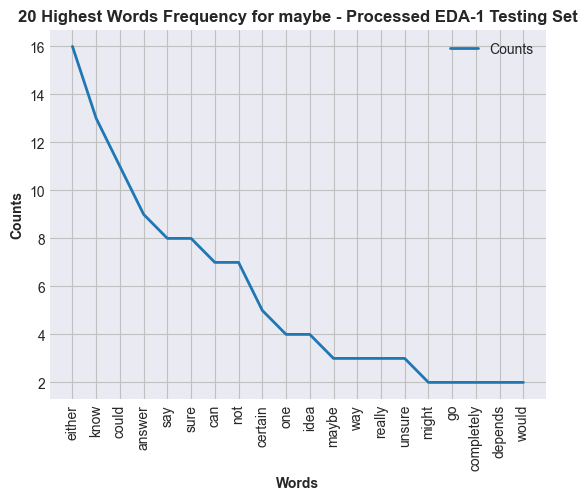 20 Highest Words Frequency for maybe - Processed EDA-1 Testing Set
Counts
16
14
12
10
8
6
4
2
Counts
either
know
could
answer
say
sure
can
not
certain
one
idea
maybe
way
really
unsure
might
go
completely
depends
would
Words